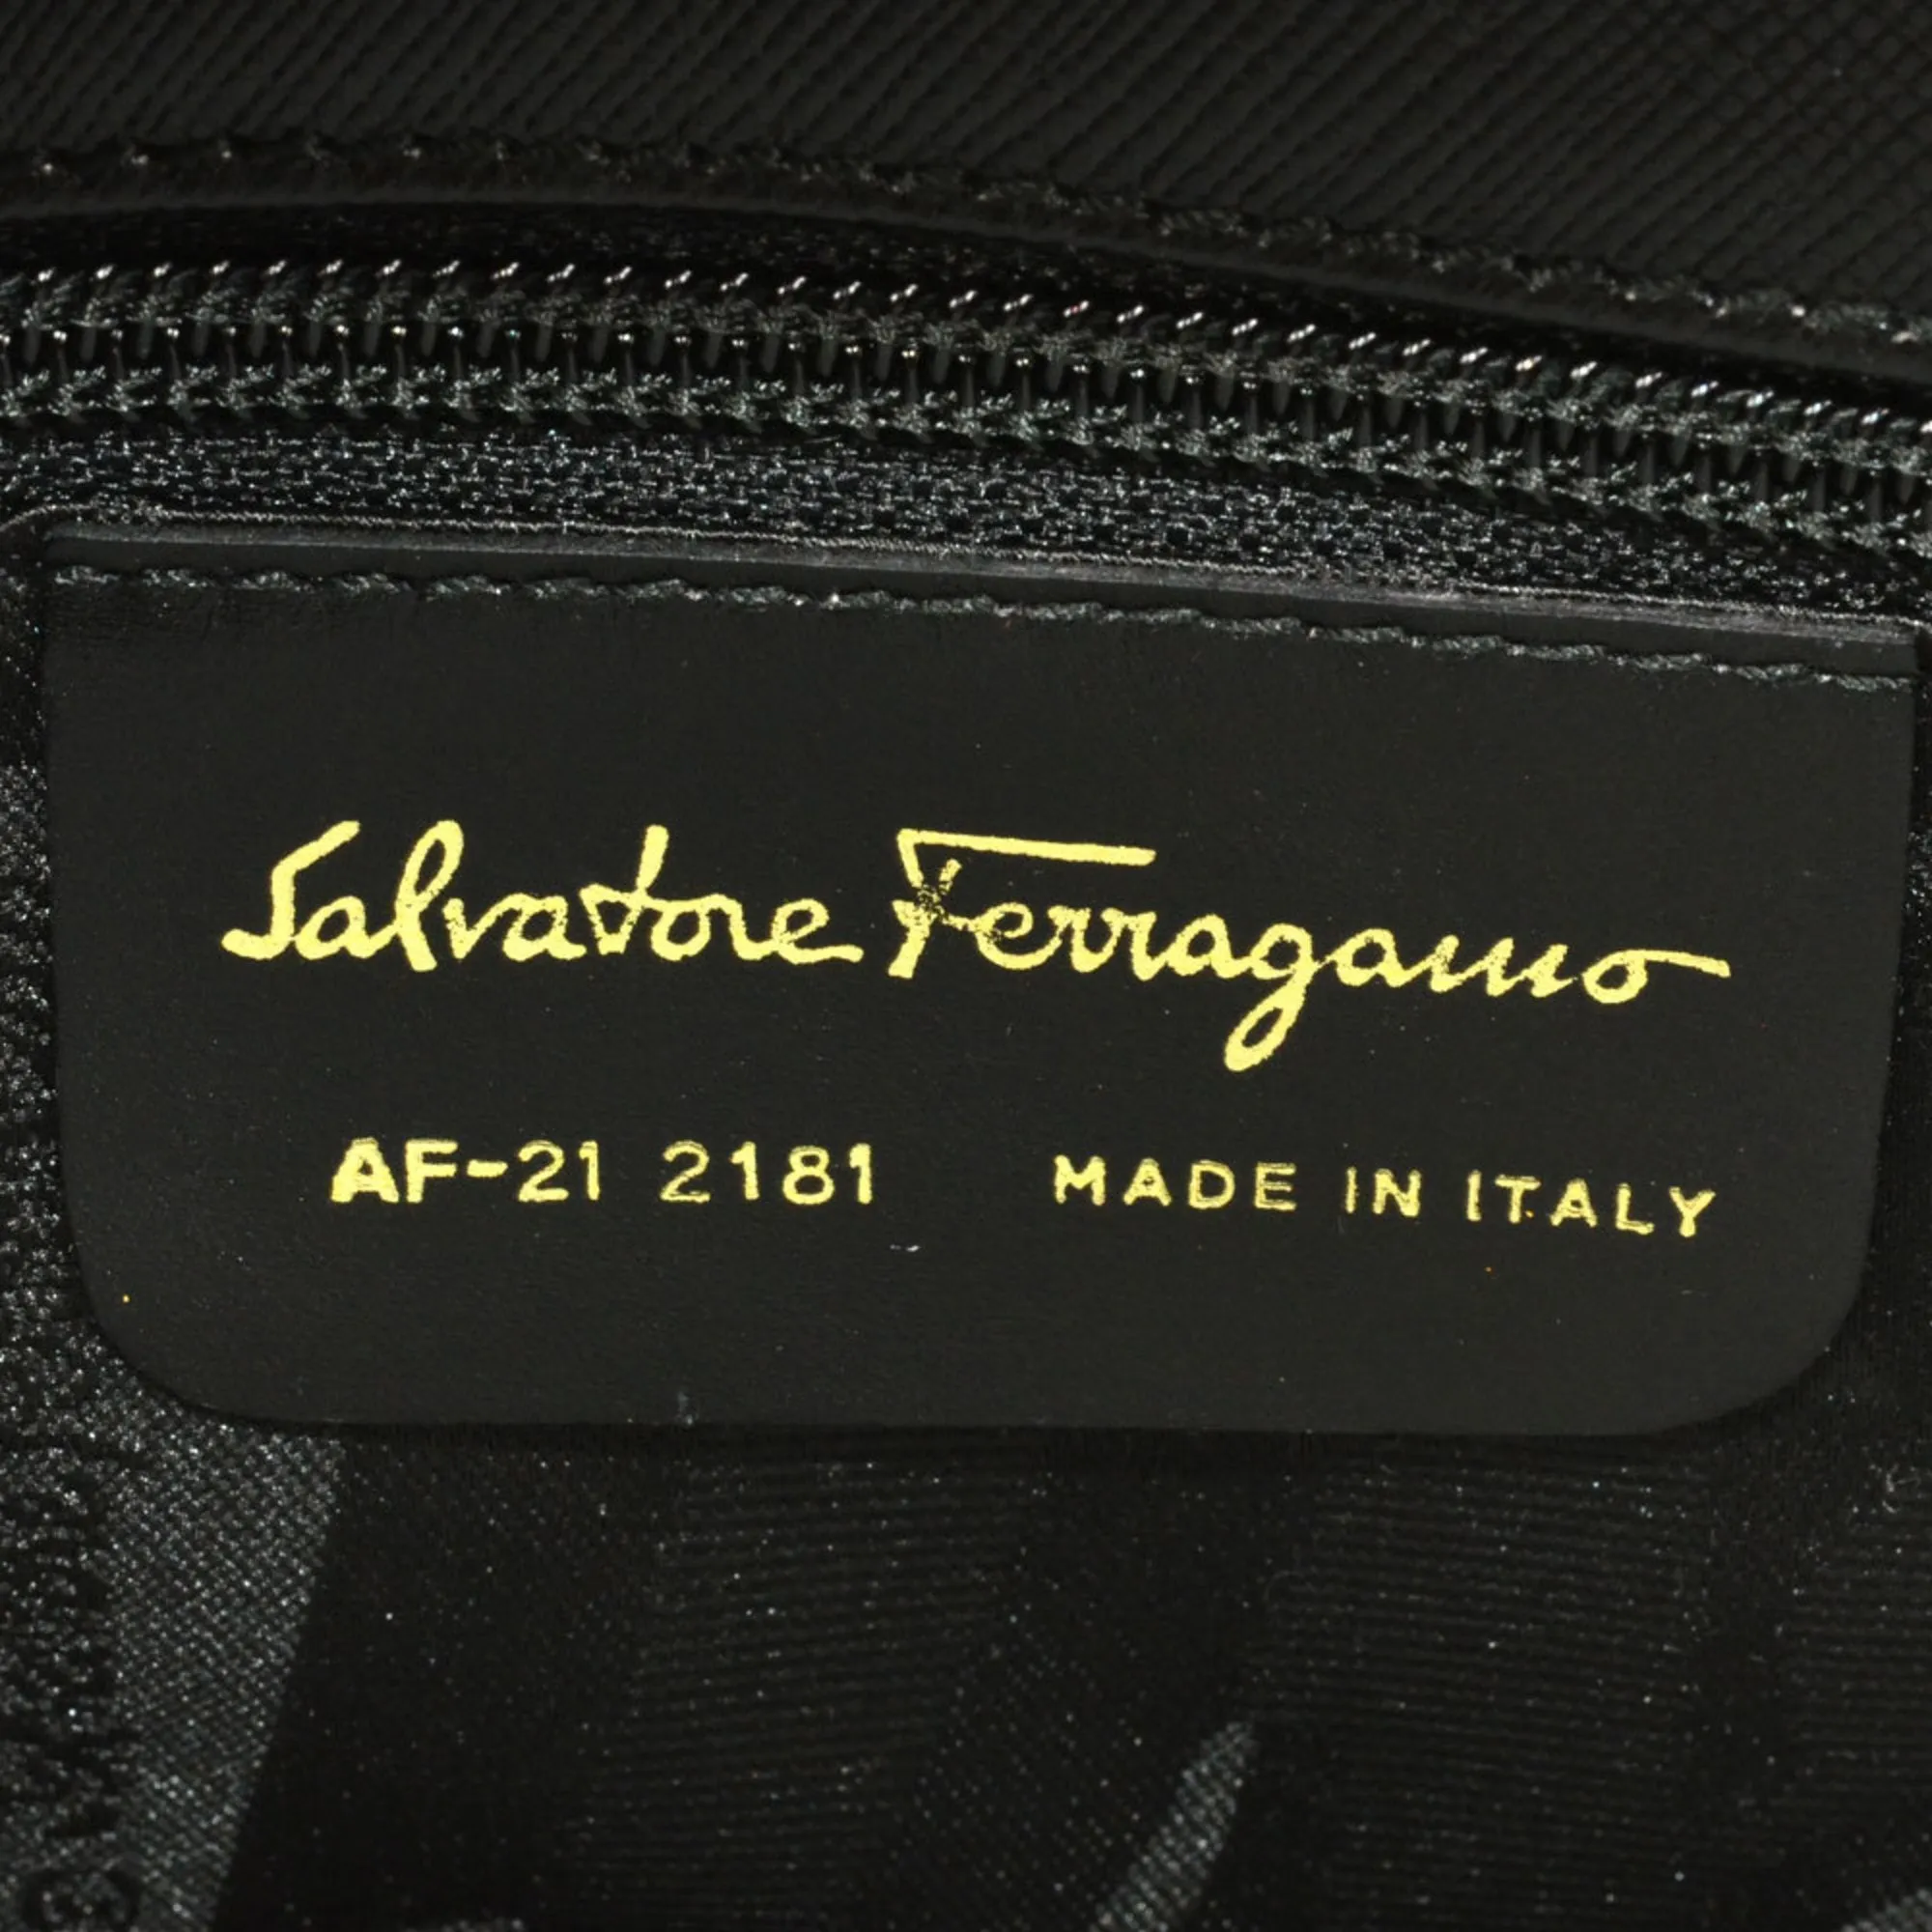 Salvatore Ferragamo
AF-21 2181 MADE IN ITALY